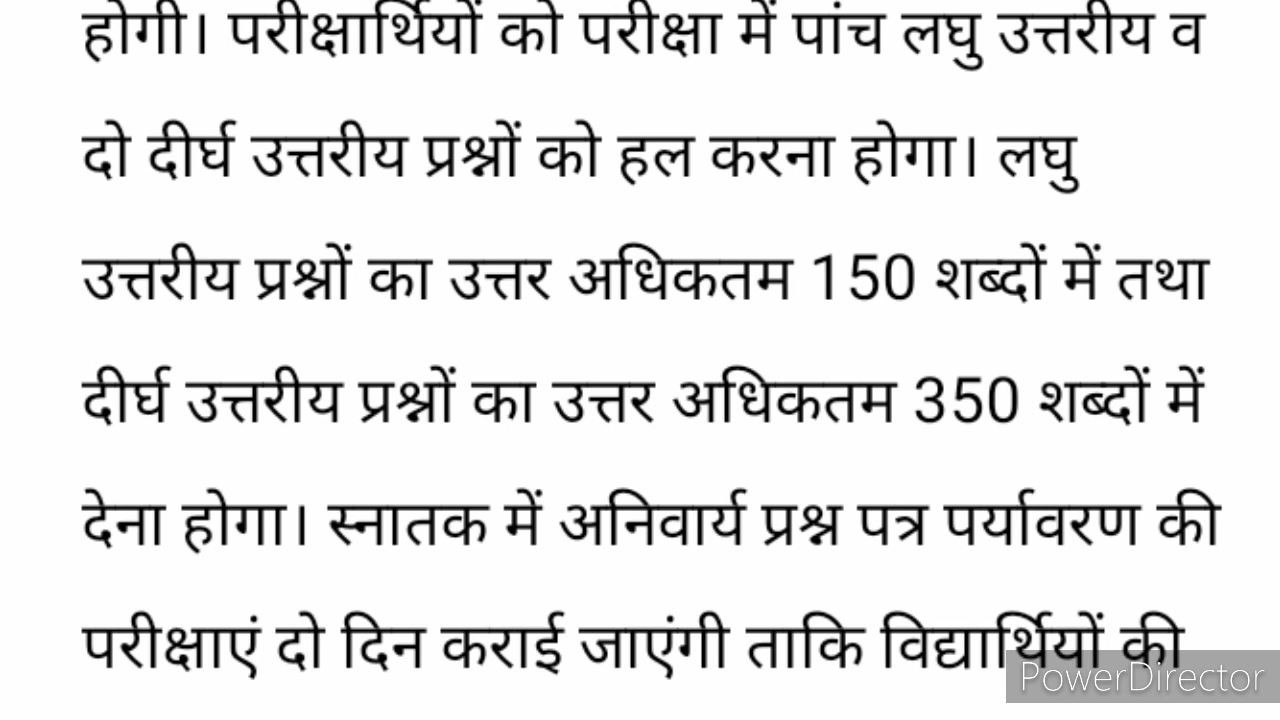 होगी। परीक्षार्थियों को परीक्षा में पांच लघु उत्तरीय व
दो दीर्घ उत्तरीय प्रश्नों को हल करना होगा। लघु
उत्तरीय प्रश्नों का उत्तर अधिकतम 150 शब्दों में तथा
दीर्घ उत्तरीय प्रश्नों का उत्तर अधिकतम 350 शब्दों में
देना होगा। स्नातक में अनिवार्य प्रश्न पत्र पर्यावरण की
परीक्षाएं दो दिन कराई जाएंगी ताकि विद्यार्थियों की
PowerDirector